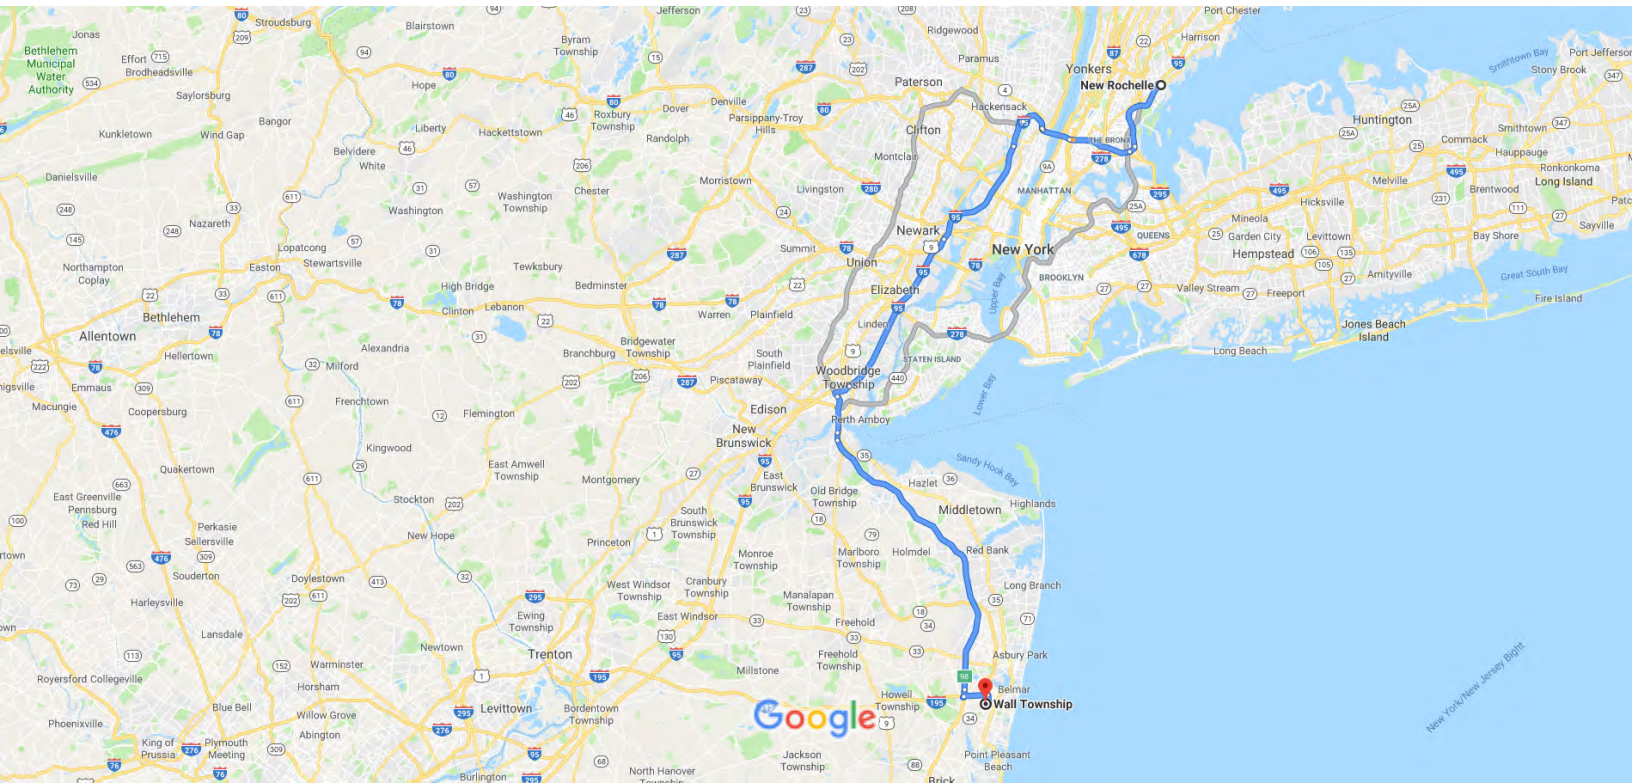 Stroudsburg
Blairstown
Jefferson
Port Chester
Jonas
Bethlehem
Municipal
Water
Authority
Effort
Brodheadsville
Byram
Township
Ridgewood
Harrison
Paramus
Smithtown Bay
Port Jefferson
Stony Brook
Yonkers
New Rochelle
Paterson
Hackensack
Saylorsburg
Hope
Roxbury
Township
Dover
Denville
Parsippany-Troy
Hills
Huntington
Smithtown
Kunkletown
Wind Gap
Bangor
Liberty
Hackettstown
Randolph
Clifton
THE BRONX
Commack
Hauppauge
Belvidere
White
Montclair
Ronkonkoma
Danielsville
Morristown
Livingston
MANHATTAN
Melville
Brentwood
Long Island
Chester
Washington
Township
Washington
Hicksville
Nazareth
Newark
New York
QUEENS
Mineola
Garden City
Levittown
Bay Shore
Sayville
Lopatcong
Stewartsville
Summit
Union
Hempstead
Northampton
Coplay
Easton
Tewksbury
Elizabeth
BROOKLYN
Upper Bay
Valley Stream
Freeport
Amityville
Great South Bay
Fire Island
High Bridge
Bedminster
Bethlehem
Clinton
Lebanon
Warren
Plainfield
Linden
Jones Beach
Island
Allentown
Alexandria
Bridgewater
Township
Branchburg
South
Plainfield
STATEN ISLAND
Long Beach
Hellertown
Milford
Piscataway
Woodbridge
Township
Emmaus
Macungie
Coopersburg
Frenchtown
Flemington
Edison
Perth Amboy
Lower Bay
New
Brunswick
Kingwood
Quakertown
East Amwell
Township
Montgomery
East
Brunswick
Old Bridge
Township
Hazlet
Sandy Hook Bay
Highlands
East Greenville
Pennsburg
Red Hill
Stockton
Middletown
Perkasie
Sellersville
New Hope
South
Brunswick
Township
Princeton
Monroe
Township
Marlboro
Township
Holmdel
Red Bank
Souderton
Doylestown
West Windsor
Township
Cranbury
Township
Long Branch
Harleysville
Manalapan
Township
Ewing
Township
East Windsor
Freehold
Lansdale
Newtown
Trenton
Freehold
Township
Asbury Park
Warminster
Millstone
Royersford
Collegeville
Horsham
Howell
Township
Belmar
Wall Township
Blue Bell
Willow Grove
Levittown
Bordentown
Township
Google
Phoenixville
Abington
New York/New Jersey Bight
King of
Prussia
Plymouth
Meeting
Jackson
Township
Point Pleasant
Beach
Burlington
North Hanover
Township
Brick